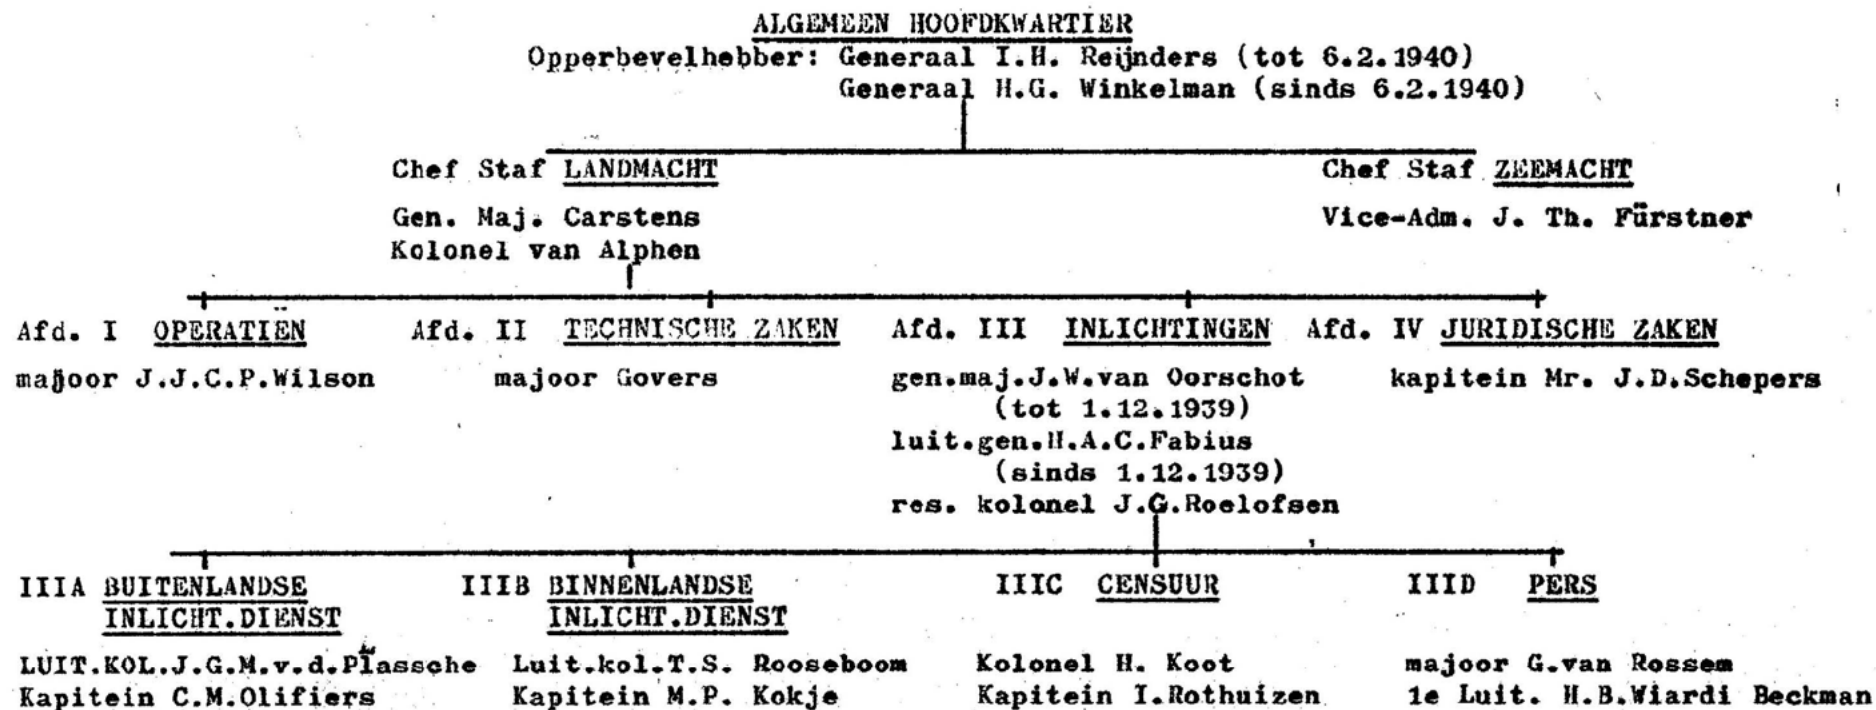 ALGEMEEN HOOFDKWARTIER
Opperbevelhebber: Generaal I.H. Reijnders (tot 6.2.1940)
Generaal H.G. Winkelman (sinds 6.2.1940)
Chef Staf LANDMACHT
Gen. Maj. Carstens
Kolonel van Alphen
Chef Staf ZEEMACHT
Vice-Adm. J. Th. Fürstner
Afd. I OPERATIËN
majoor J.J.C.P.Wilson
Afd. II TECHNISCHE ZAKEN
majoor Govers
Afd. III INLICHTINGEN
gen.maj.J.W.van Oorschot
(tot 1.12.1939)
luit.gen.H.A.C.Fabius
(sinds 1.12.1939)
res. kolonel J.G.Roelofsen
Afd. IV JURIDISCHE ZAKEN
kapitein Mr. J.D.Schepers
IIIA BUITENLANDSE
INLICHT.DIENST
LUIT.KOL.J.G.M.v.d.Plassche
Kapitein C.M.Olifiers
IIIB BINNENLANDSE
INLICHT.DIENST
Luit.kol.T.S. Rooseboom
Kapitein M.P. Kokje
IIIC CENSUUR
Kolonel H. Koot
Kapitein I.Rothuizen
IIID PERS
majoor G.van Rossem
1e Luit. H.B.Wiardi Beckman